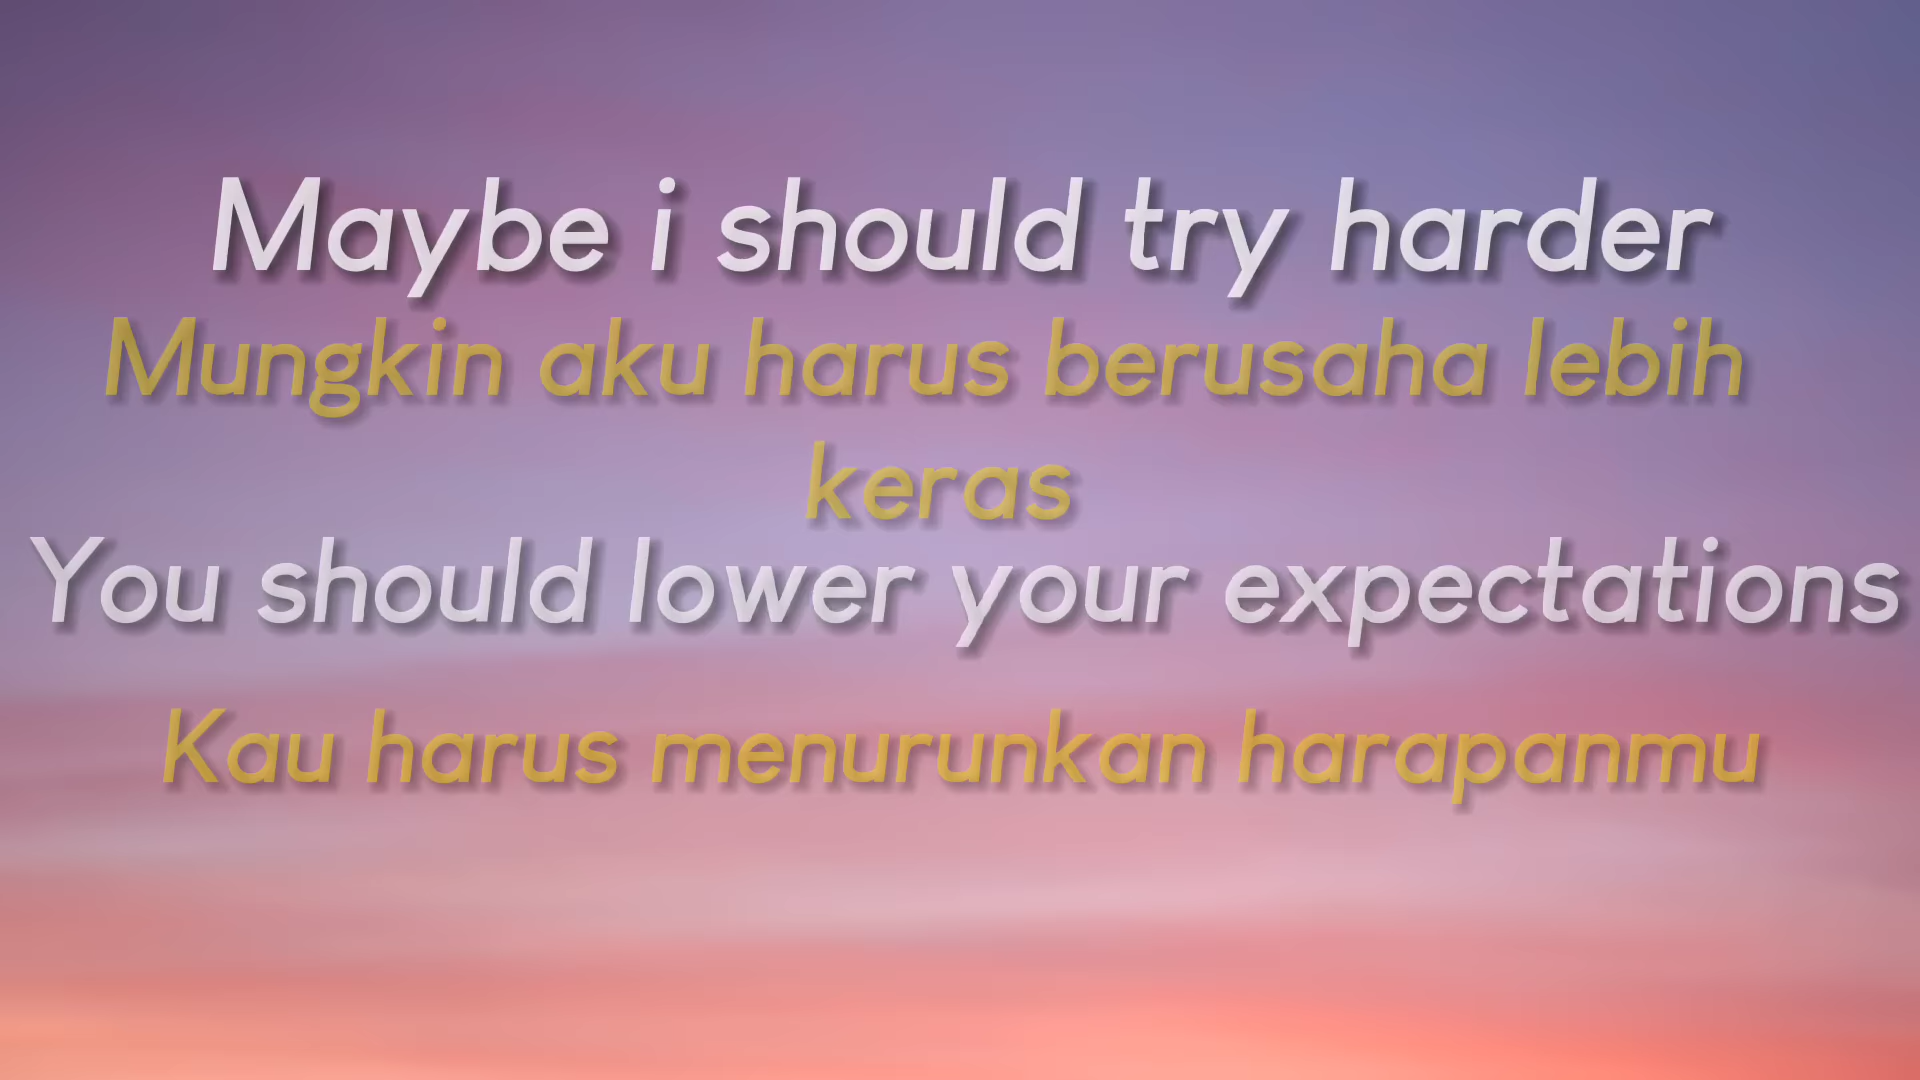 Maybe i should try harder
Mungkin aku harus berusaha lebih
keras
You should lower your expectations
Kau harus menurunkan harapanmu